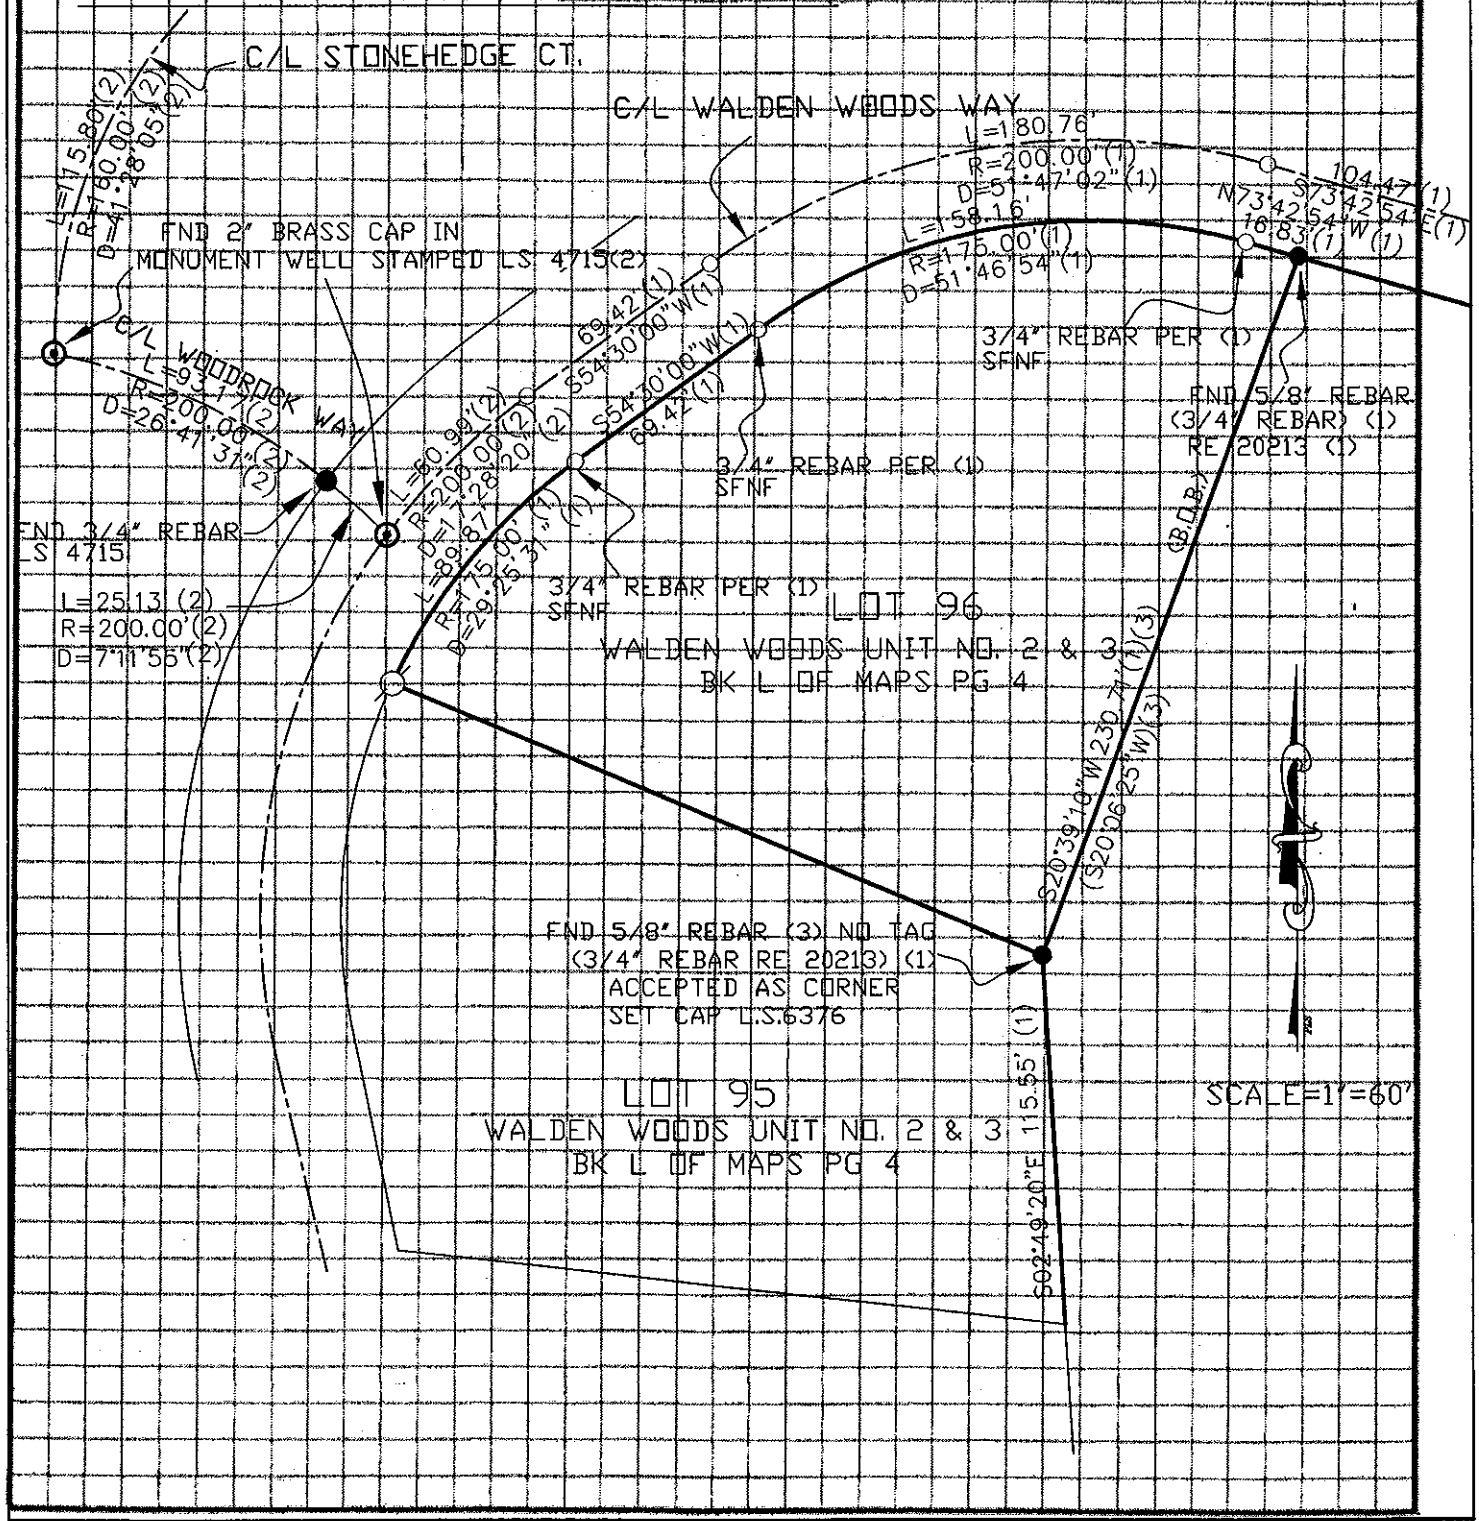 C/L STONEHEDGE CT.
L=115.80'(2)
R=160.00'(2)
D=41°28'05"(2)
C/L WALDEN WOODS WAY
L=180.76'
R=200.00'(1)
D=51°47'02"(1)
L=158.16'
R=175.00'(1)
D=51°46'54"(1)
104.47'(1)
S73°42'54"E(1)
N73°42'54"W(1)
16.83'(1)
FND 2" BRASS CAP IN
MONUMENT WELL STAMPED LS 4715(2)
C/L WOODROCK WAY
L=93.17'(2)
R=200.00'(2)
D=26°41'31"(2)
69.42'(1)
S54°30'00"W(1)
S54°30'00"W(1)
69.42'(1)
3/4" REBAR PER (1)
SFNF
FND 5/8" REBAR
(3/4" REBAR) (1)
RE 20213 (1)
3/4" REBAR PER (1)
SFNF
L=60.99'(2)
R=200.00'(2)
D=17°28'20"(2)
L=89.87'(1)
R=175.00'(1)
D=29°25'31"(1)
FND 3/4" REBAR
LS 4715
L=25.13 (2)
R=200.00'(2)
D=7°11'55"(2)
3/4" REBAR PER (1)
SFNF
(B.O.B.)
LOT 96
WALDEN WOODS UNIT NO. 2 & 3
BK L OF MAPS PG 4
S20°39'10"W 230.71'(1)(3)
(S20°06'25"W)(3)
FND 5/8" REBAR (3) NO TAG
(3/4" REBAR RE 20213) (1)
ACCEPTED AS CORNER
SET CAP L.S.6376
S02°49'20"E 115.55' (1)
LOT 95
WALDEN WOODS UNIT NO. 2 & 3
BK L OF MAPS PG 4
SCALE=1"=60'